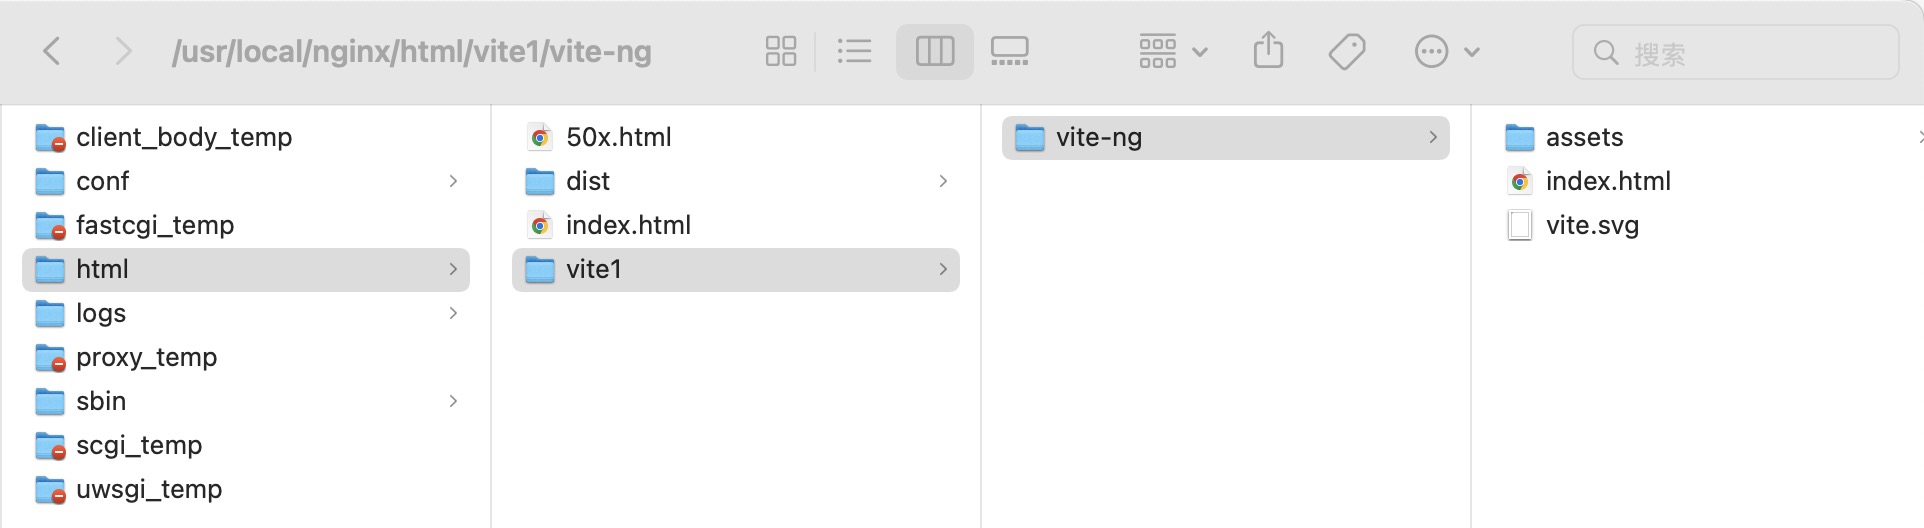 /usr/local/nginx/html/vite1/vite-ng
搜索
client_body_temp
conf
fastcgi_temp
html
logs
proxy_temp
sbin
scgi_temp
uwsgi_temp
50x.html
dist
index.html
vite1
vite-ng
assets
index.html
vite.svg